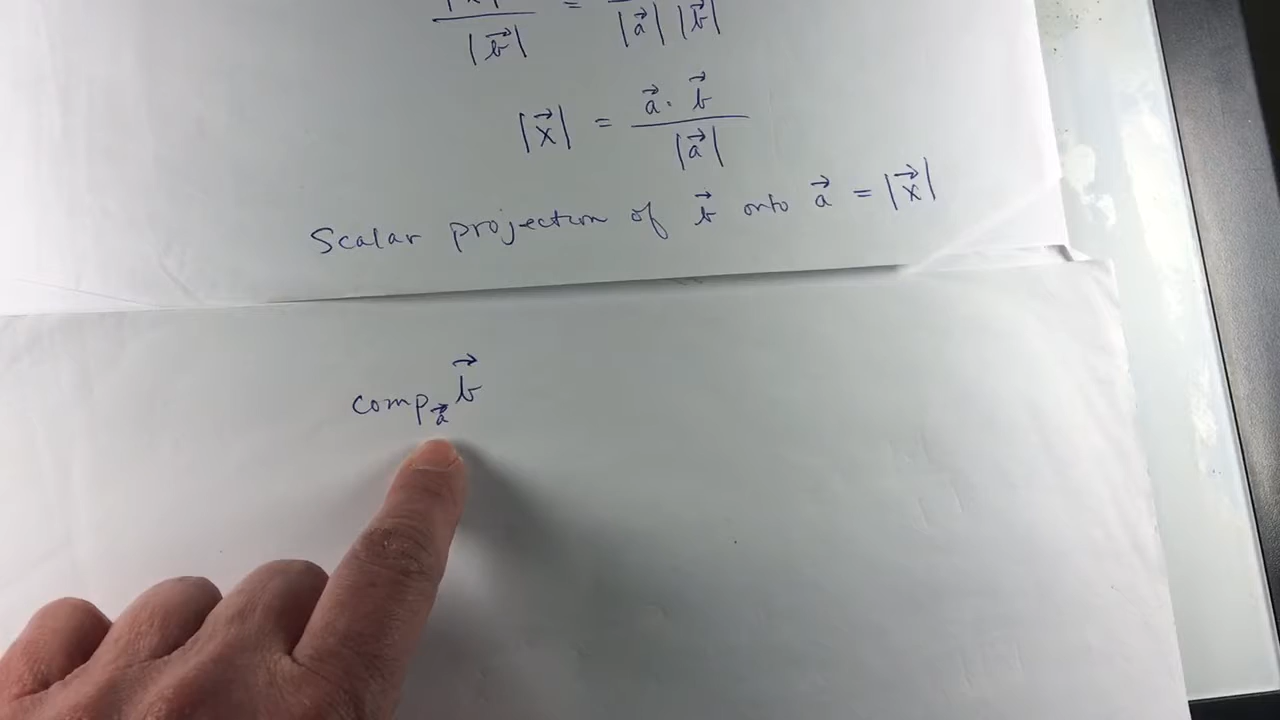 |x⃗| / |b⃗| = / |a⃗| |b⃗|
|x⃗| = a⃗ · b⃗ / |a⃗|
Scalar projection of b⃗ onto a⃗ = |x⃗|
comp_a⃗ b⃗